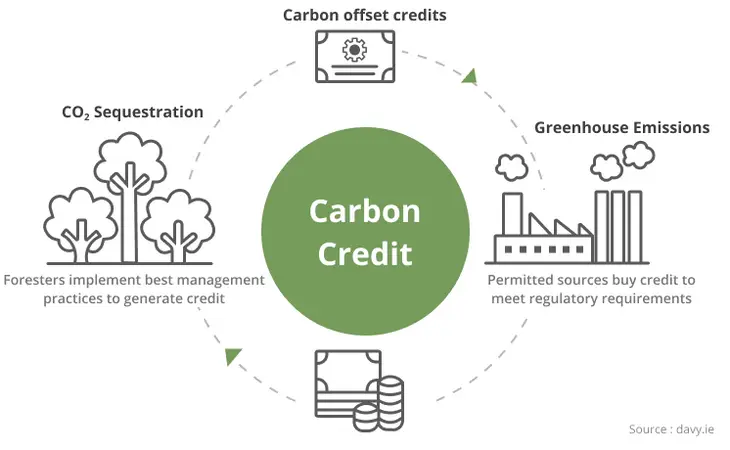 Carbon offset credits
CO₂ Sequestration
Greenhouse Emissions
Carbon
Credit
Foresters implement best management
practices to generate credit
Permitted sources buy credit to
meet regulatory requirements
Source : davy.ie